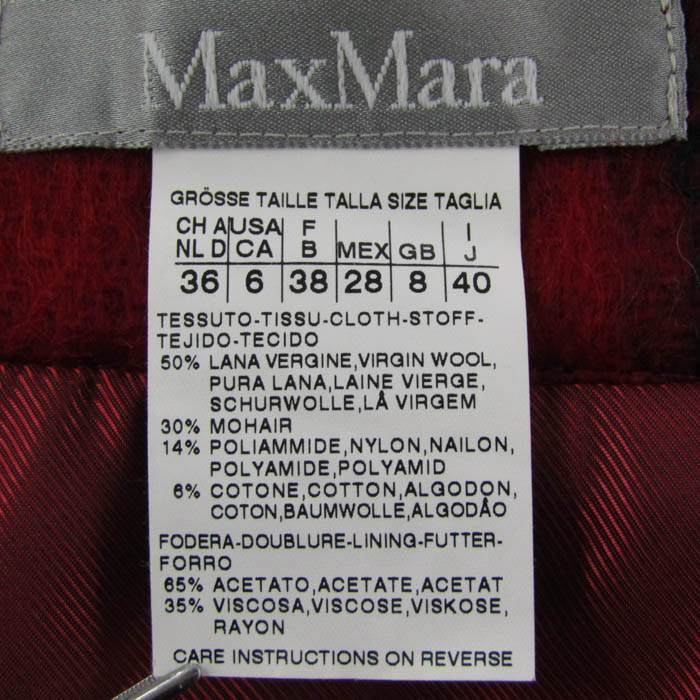 MaxMara
GRÖSSE TAILLE TALLA SIZE TAGLIA
CH A USA F I
NL D CA B MEX GB J
36 6 38 28 8 40
TESSUTO-TISSU-CLOTH-STOFF-
TEJIDO-TECIDO
50% LANA VERGINE,VIRGIN WOOL,
PURA LANA,LAINE VIERGE,
SCHURWOLLE,LÅ VIRGEM
30% MOHAIR
14% POLIAMMIDE,NYLON,NAILON,
POLYAMIDE,POLYAMID
6% COTONE,COTTON,ALGODON,
COTON,BAUMWOLLE,ALGODÃO
FODERA-DOUBLURE-LINING-FUTTER-
FORRO
65% ACETATO,ACETATE,ACETAT
35% VISCOSA,VISCOSE,VISKOSE,
RAYON
CARE INSTRUCTIONS ON REVERSE